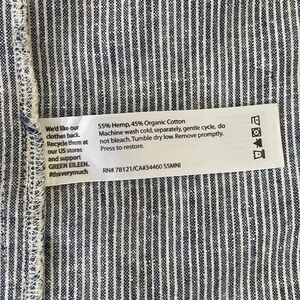 We'd like our
clothes back.
Recycle them at
our US stores
and support
GREEN EILEEN.
#thxverymuch
55% Hemp, 45% Organic Cotton
Machine wash cold, separately, gentle cycle, do
not bleach, Tumble dry low. Remove promptly.
Press to restore.
RN# 78121/CA#34460 S5MNI